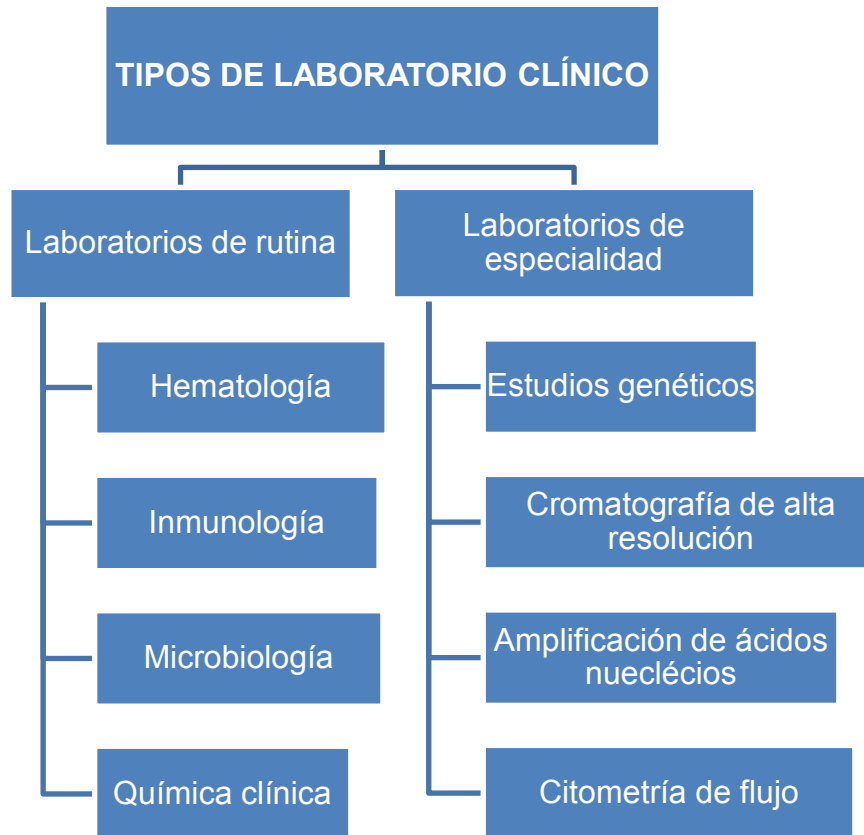 TIPOS DE LABORATORIO CLÍNICO
Laboratorios de rutina
Hematología
Inmunología
Microbiología
Química clínica
Laboratorios de
especialidad
Estudios genéticos
Cromatografía de alta
resolución
Amplificación de ácidos
nueclécios
Citometría de flujo